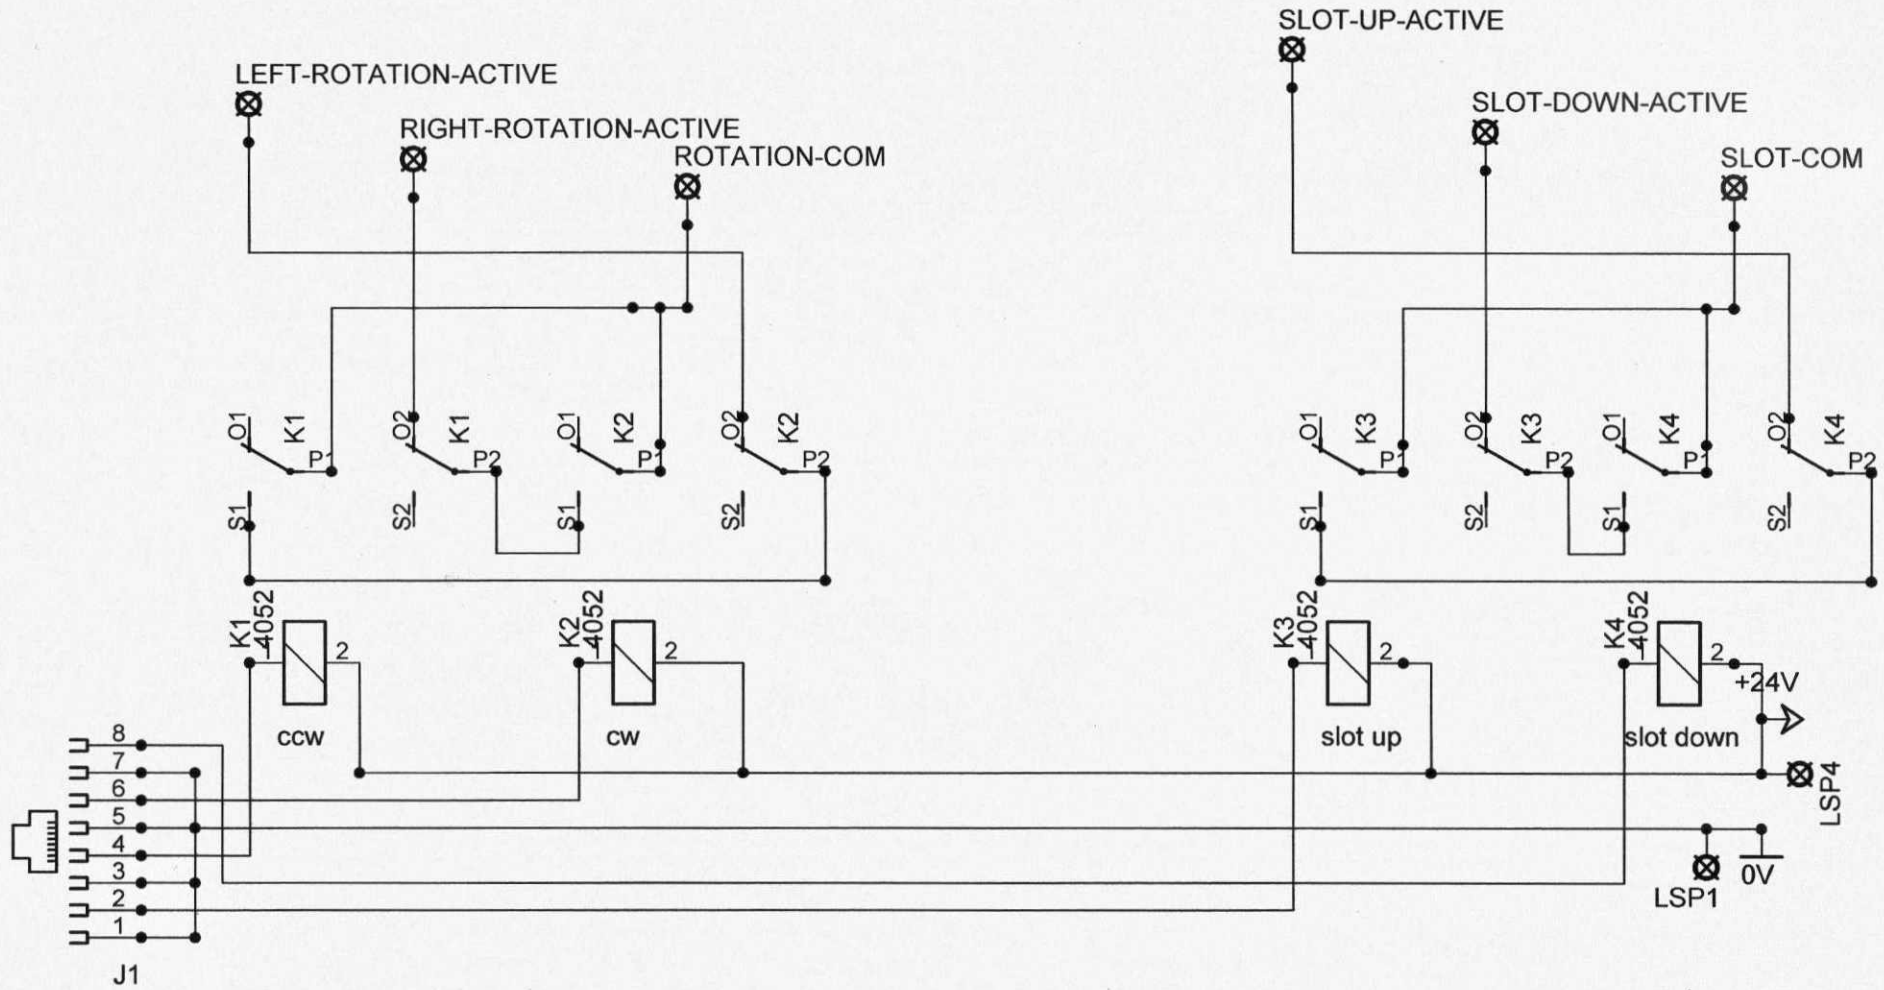 SLOT-UP-ACTIVE
LEFT-ROTATION-ACTIVE
SLOT-DOWN-ACTIVE
RIGHT-ROTATION-ACTIVE
ROTATION-COM
SLOT-COM
O1
K1
P1
S1
O2
K1
P2
S2
O1
K2
P1
S1
O2
K2
P2
S2
O1
K3
P1
S1
O2
K3
P2
S2
O1
K4
P1
S1
O2
K4
P2
S2
K1
4052
2
ccw
K2
4052
2
cw
K3
4052
2
slot up
K4
4052
2
slot down
+24V
LSP4
8
7
6
5
4
3
2
1
J1
LSP1
0V